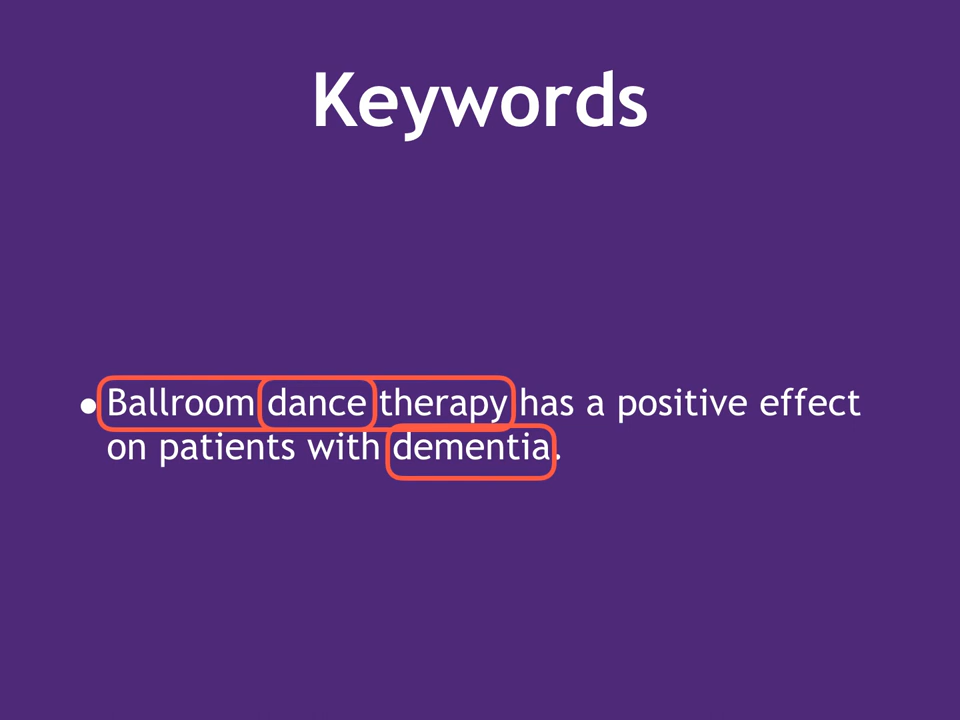 Keywords
• Ballroom dance therapy has a positive effect
on patients with dementia.